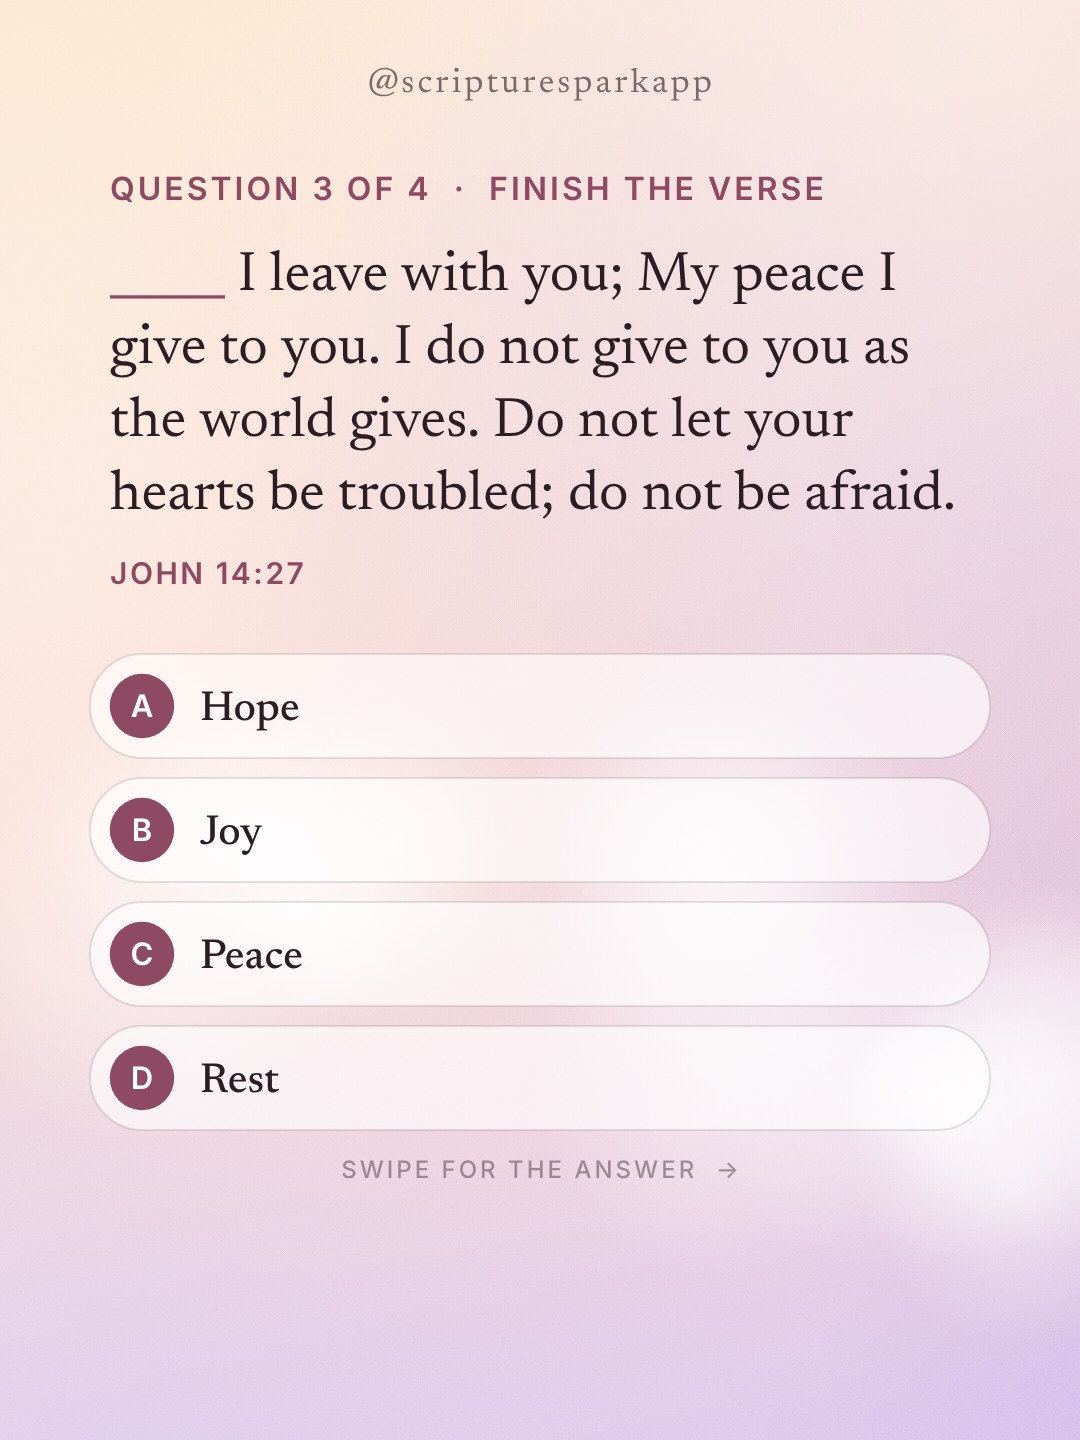 @scripturesparkapp
QUESTION 3 OF 4 · FINISH THE VERSE
_____ I leave with you; My peace I
give to you. I do not give to you as
the world gives. Do not let your
hearts be troubled; do not be afraid.
JOHN 14:27
A Hope
B Joy
C Peace
D Rest
SWIPE FOR THE ANSWER →